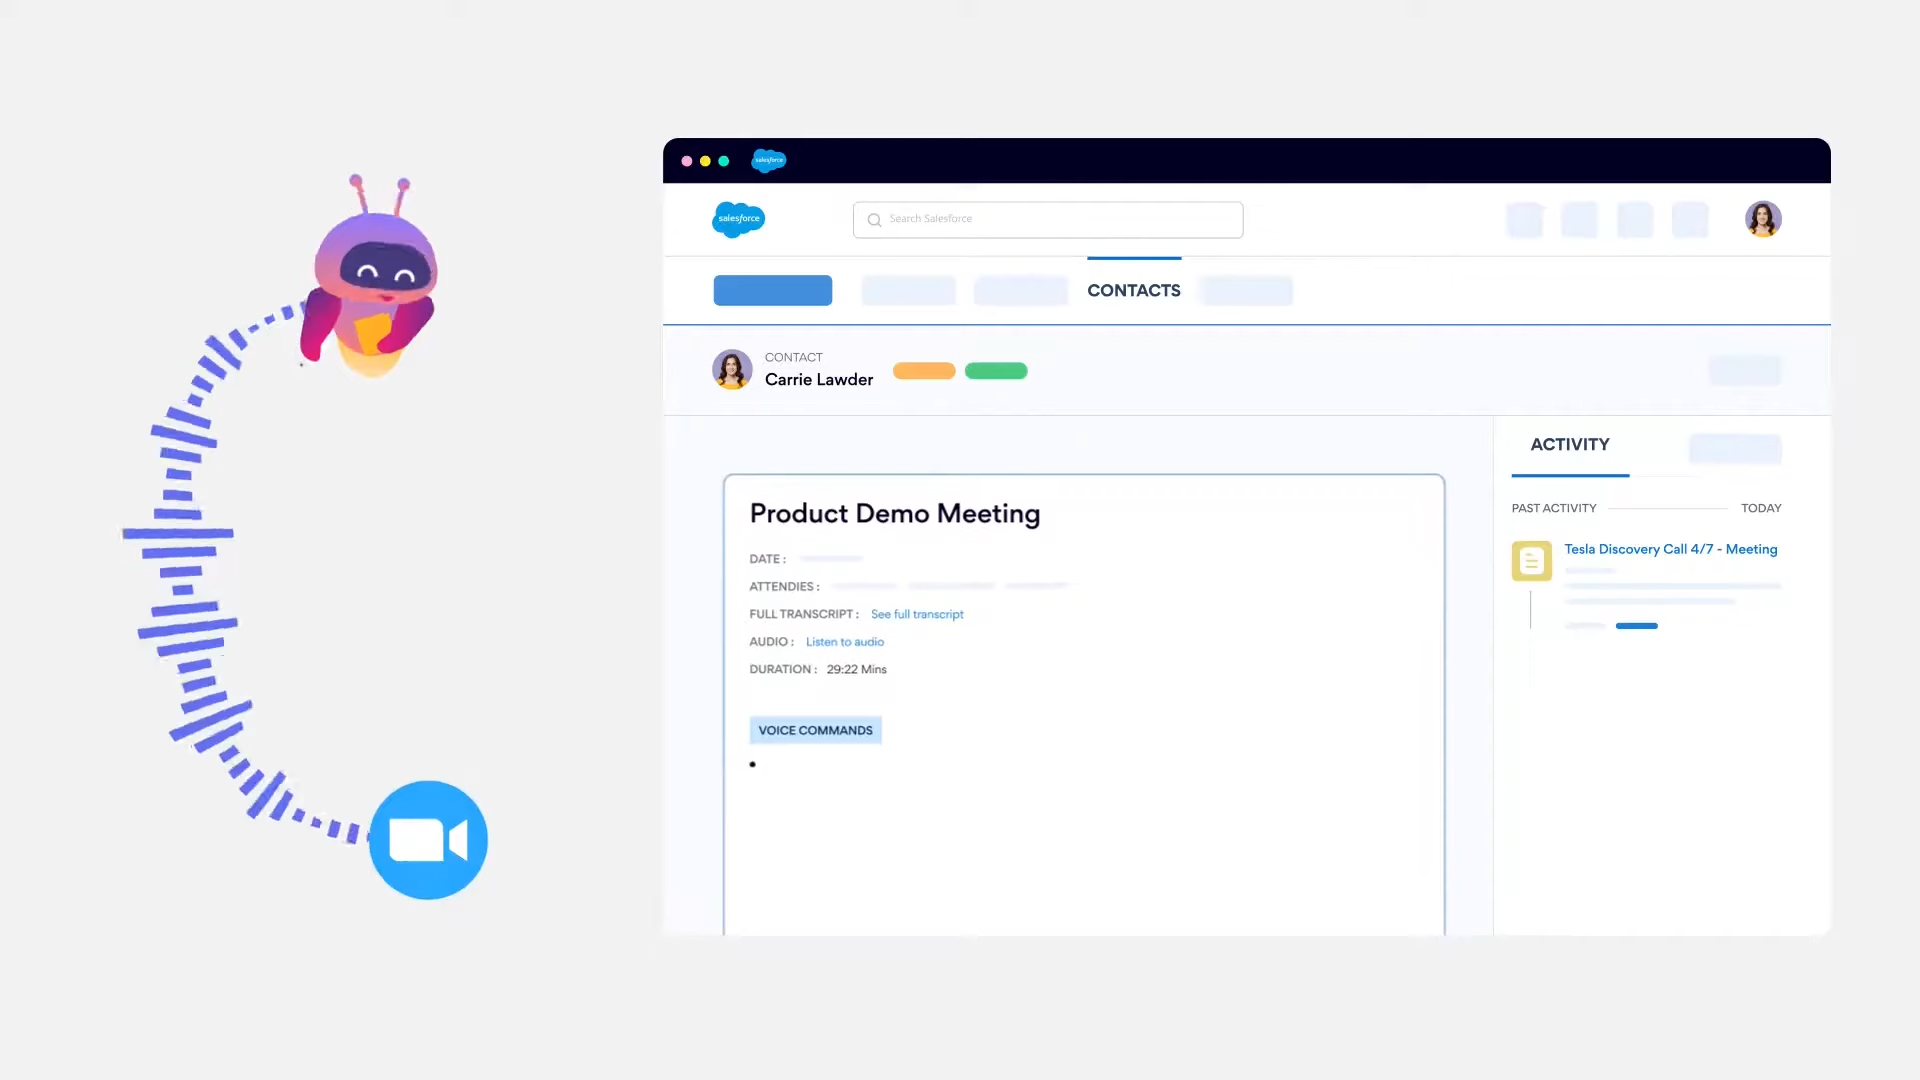 salesforce
salesforce
Search Salesforce
CONTACTS
CONTACT
Carrie Lawder
ACTIVITY
PAST ACTIVITY TODAY
Tesla Discovery Call 4/7 - Meeting
Product Demo Meeting
DATE :
ATTENDIES :
FULL TRANSCRIPT : See full transcript
AUDIO : Listen to audio
DURATION : 29:22 Mins
VOICE COMMANDS
•